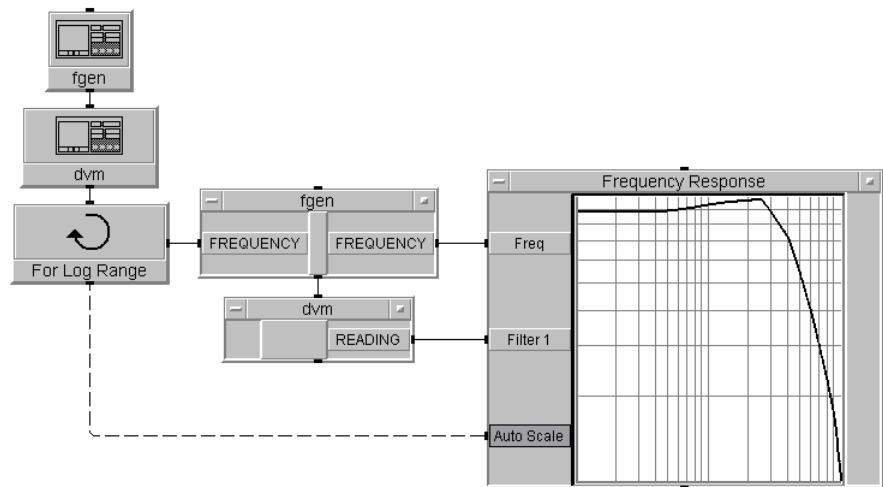 fgen
dvm
For Log Range
fgen
FREQUENCY FREQUENCY
dvm
READING
Frequency Response
Freq
Filter 1
Auto Scale